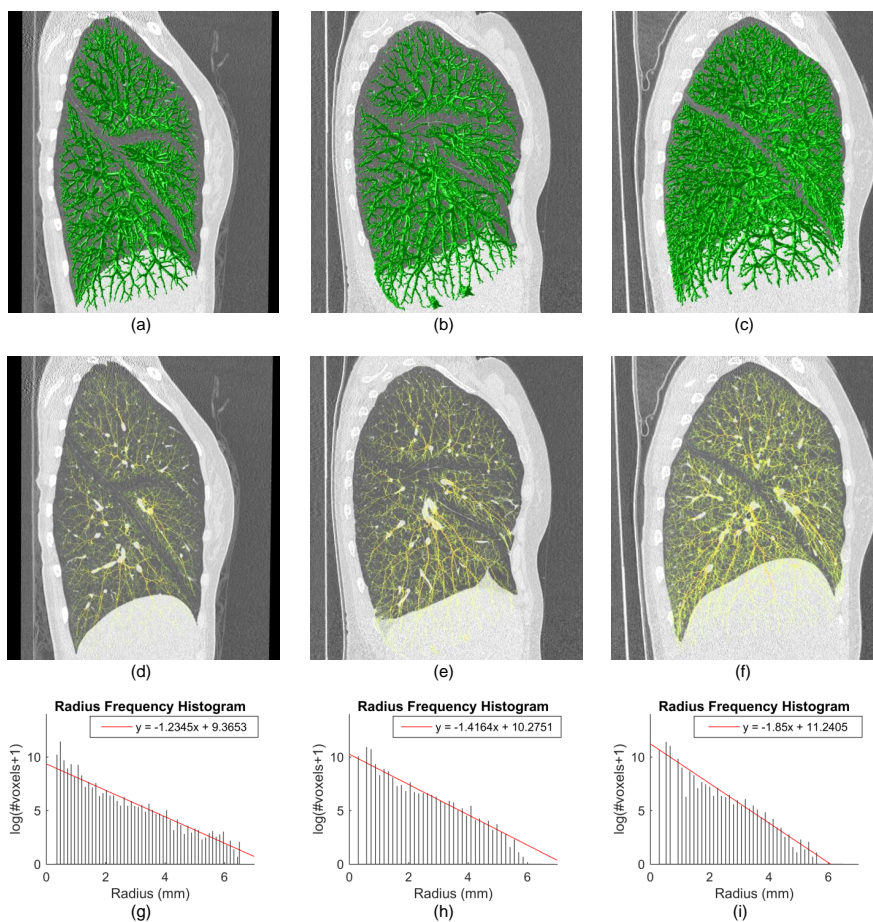 (a)
(b)
(c)
(d)
(e)
(f)
Radius Frequency Histogram
y = -1.2345x + 9.3653
log(#voxels+1)
10
5
0
0
2
4
6
Radius (mm)
(g)
Radius Frequency Histogram
y = -1.4164x + 10.2751
log(#voxels+1)
10
5
0
0
2
4
6
Radius (mm)
(h)
Radius Frequency Histogram
y = -1.85x + 11.2405
log(#voxels+1)
10
5
0
0
2
4
6
Radius (mm)
(i)